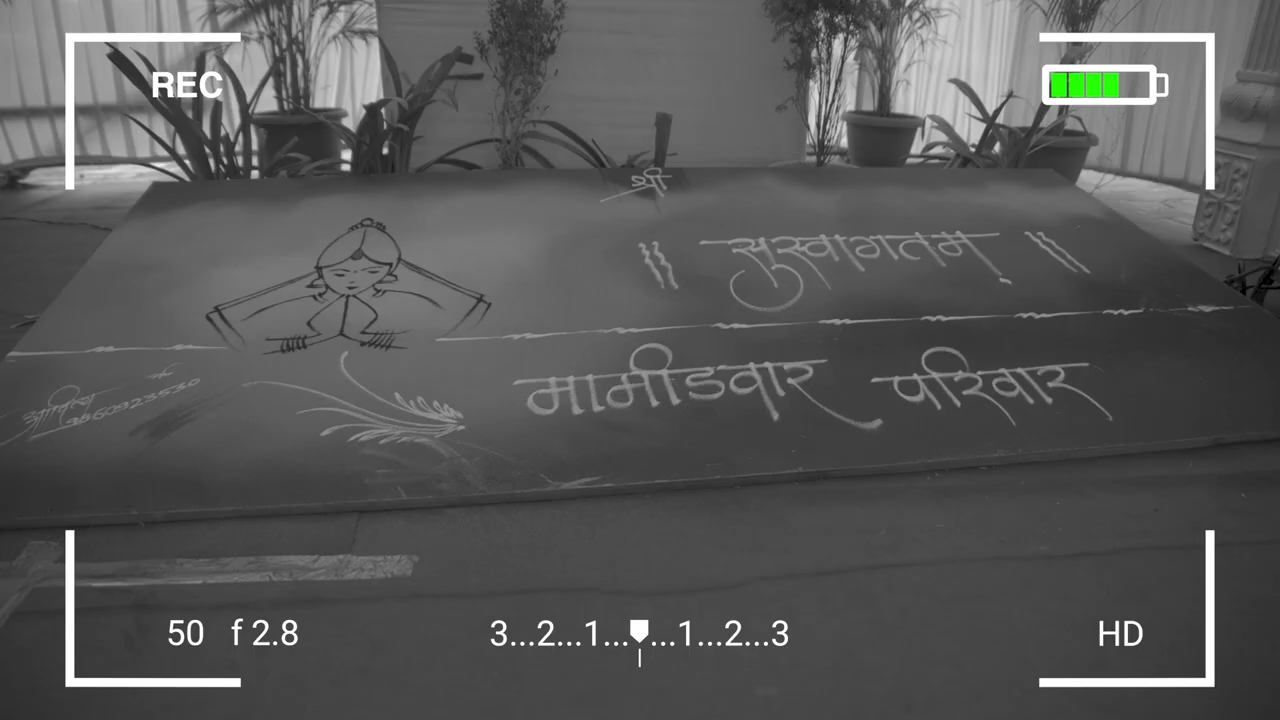 REC
श्री
॥ सुस्वागतम् ॥
मामीडवार परिवार
50 f 2.8 3...2...1... ...1...2...3 HD